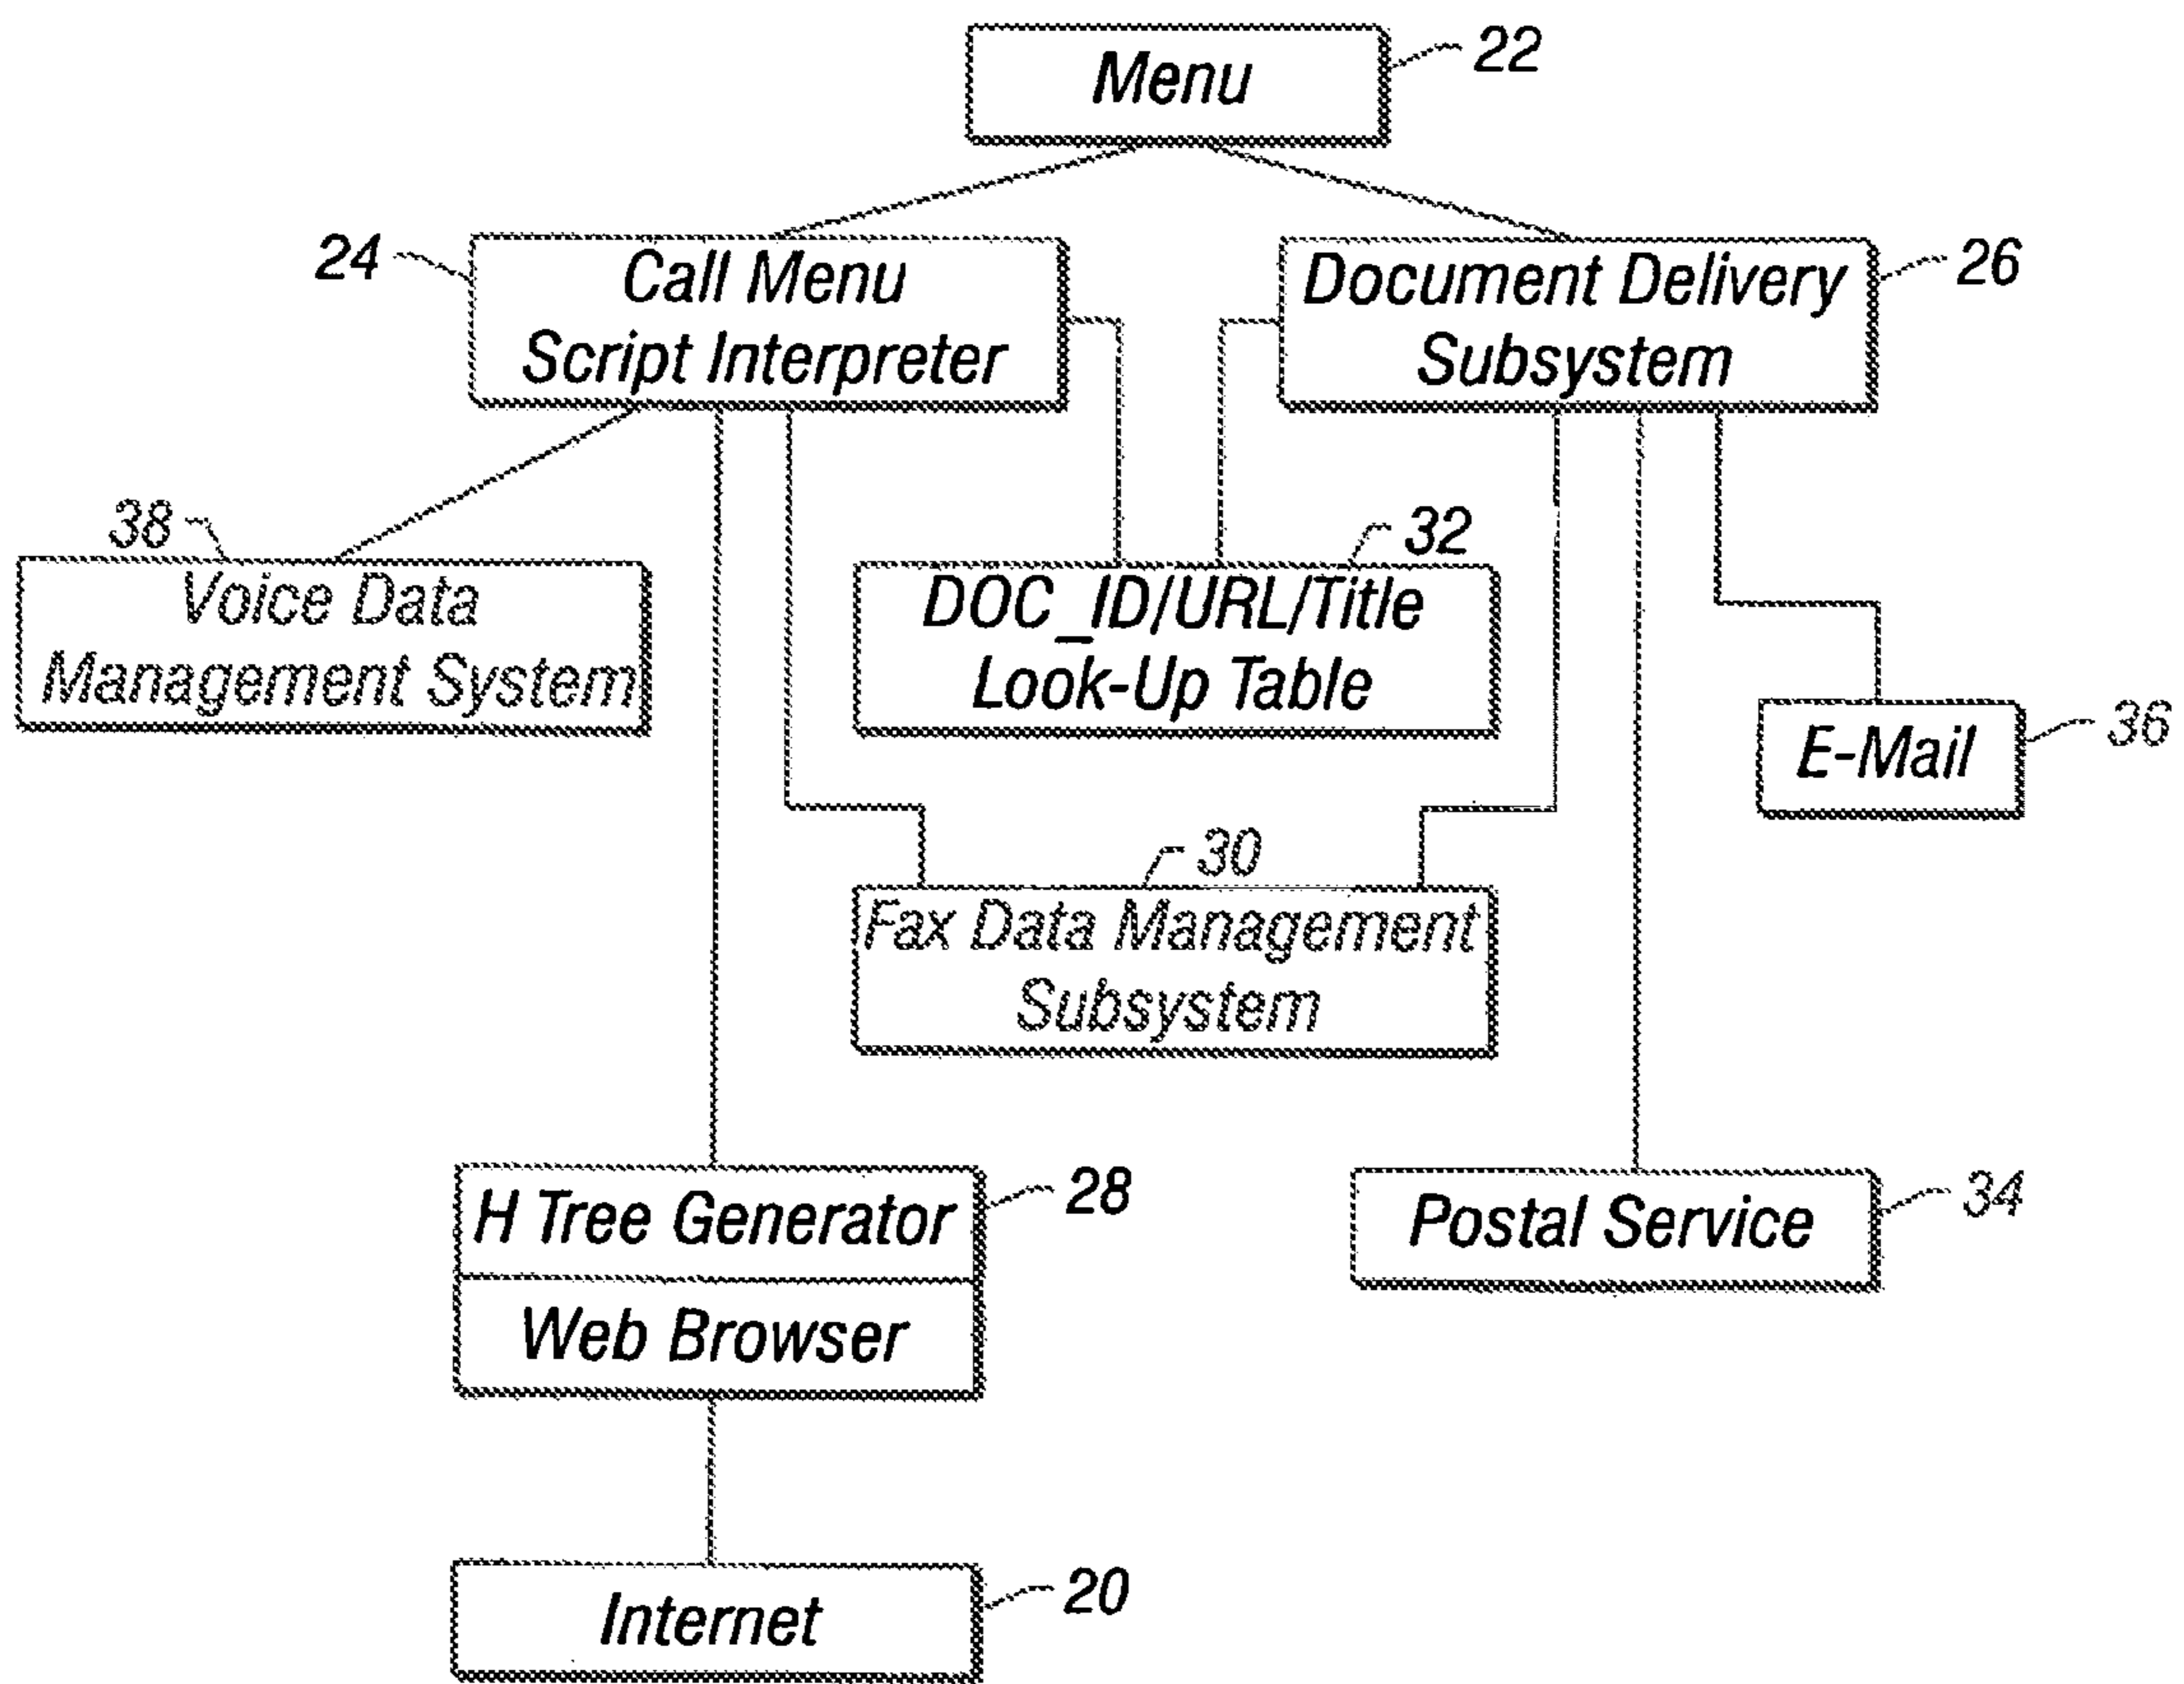 Menu
22
24
Call Menu
Script Interpreter
Document Delivery
Subsystem
26
38
Voice Data
Management System
32
DOC_ID/URL/Title
Look-Up Table
E-Mail
36
30
Fax Data Management
Subsystem
H Tree Generator
28
Web Browser
Postal Service
34
Internet
20